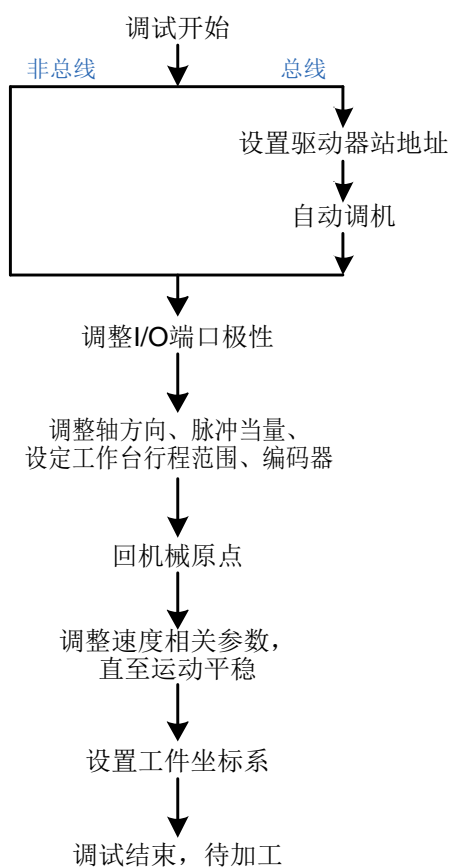 调试开始
非总线
总线
设置驱动器站地址
自动调机
调整I/O端口极性
调整轴方向、脉冲当量、
设定工作台行程范围、编码器
回机械原点
调整速度相关参数，
直至运动平稳
设置工件坐标系
调试结束，待加工